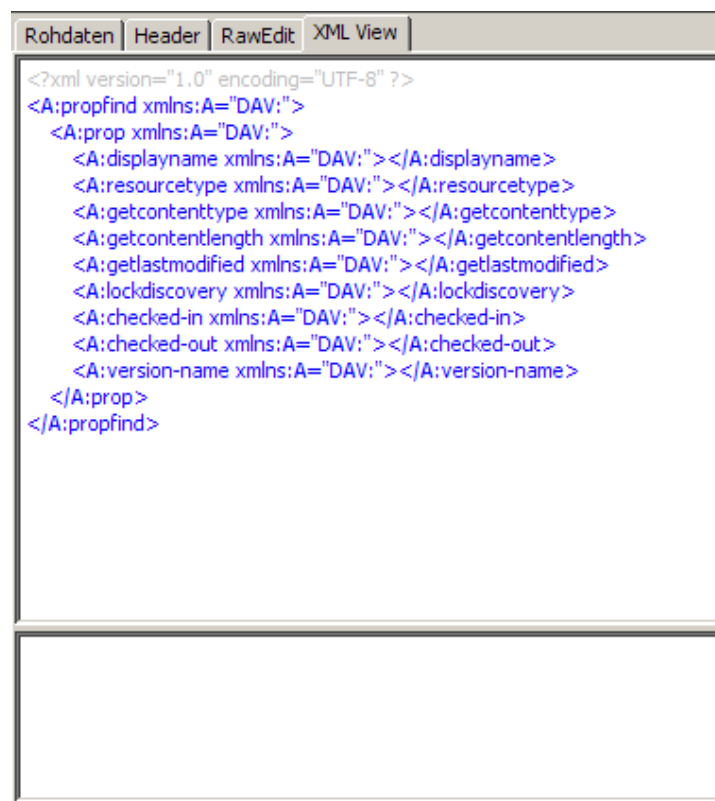 Rohdaten Header RawEdit XML View
<?xml version="1.0" encoding="UTF-8" ?>
<A:propfind xmlns:A="DAV:">
<A:prop xmlns:A="DAV:">
<A:displayname xmlns:A="DAV:"></A:displayname>
<A:resourcetype xmlns:A="DAV:"></A:resourcetype>
<A:getcontenttype xmlns:A="DAV:"></A:getcontenttype>
<A:getcontentlength xmlns:A="DAV:"></A:getcontentlength>
<A:getlastmodified xmlns:A="DAV:"></A:getlastmodified>
<A:lockdiscovery xmlns:A="DAV:"></A:lockdiscovery>
<A:checked-in xmlns:A="DAV:"></A:checked-in>
<A:checked-out xmlns:A="DAV:"></A:checked-out>
<A:version-name xmlns:A="DAV:"></A:version-name>
</A:prop>
</A:propfind>